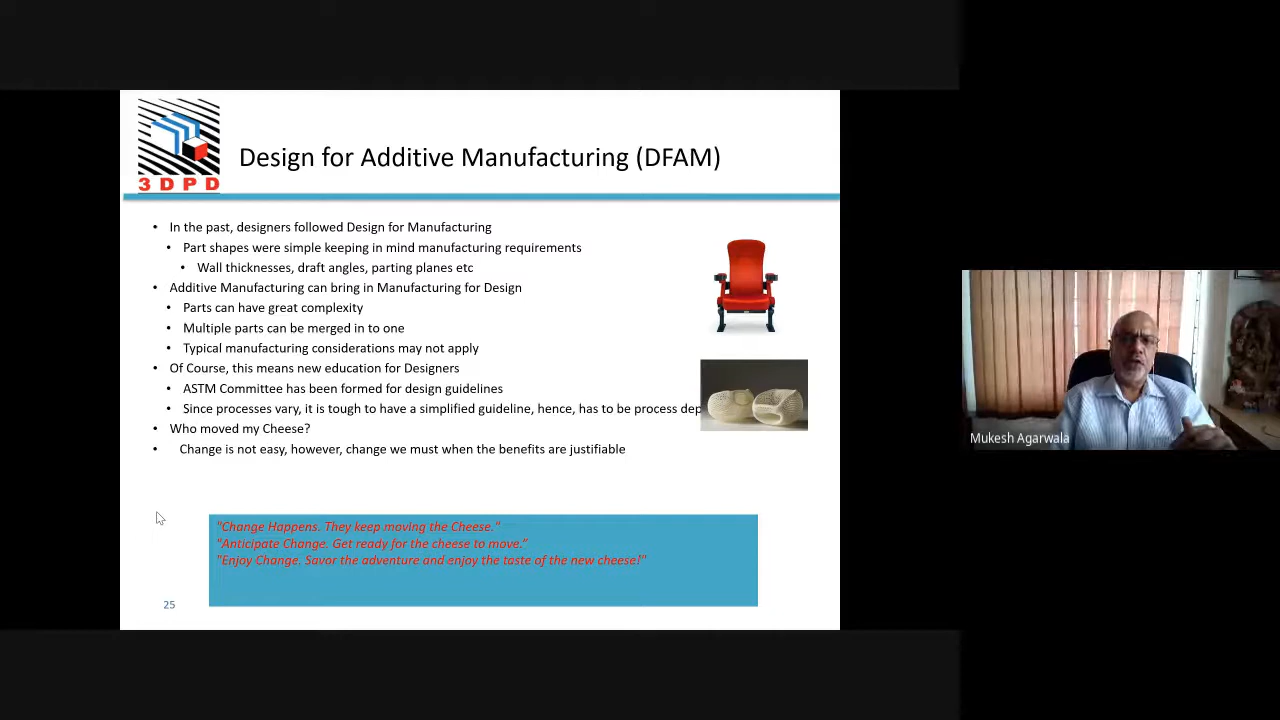 3DPD
Design for Additive Manufacturing (DFAM)
• In the past, designers followed Design for Manufacturing
• Part shapes were simple keeping in mind manufacturing requirements
• Wall thicknesses, draft angles, parting planes etc
• Additive Manufacturing can bring in Manufacturing for Design
• Parts can have great complexity
• Multiple parts can be merged in to one
• Typical manufacturing considerations may not apply
• Of Course, this means new education for Designers
• ASTM Committee has been formed for design guidelines
• Since processes vary, it is tough to have a simplified guideline, hence, has to be process dep
• Who moved my Cheese?
• Change is not easy, however, change we must when the benefits are justifiable
"Change Happens. They keep moving the Cheese."
"Anticipate Change. Get ready for the cheese to move."
"Enjoy Change. Savor the adventure and enjoy the taste of the new cheese!"
25
Mukesh Agarwala